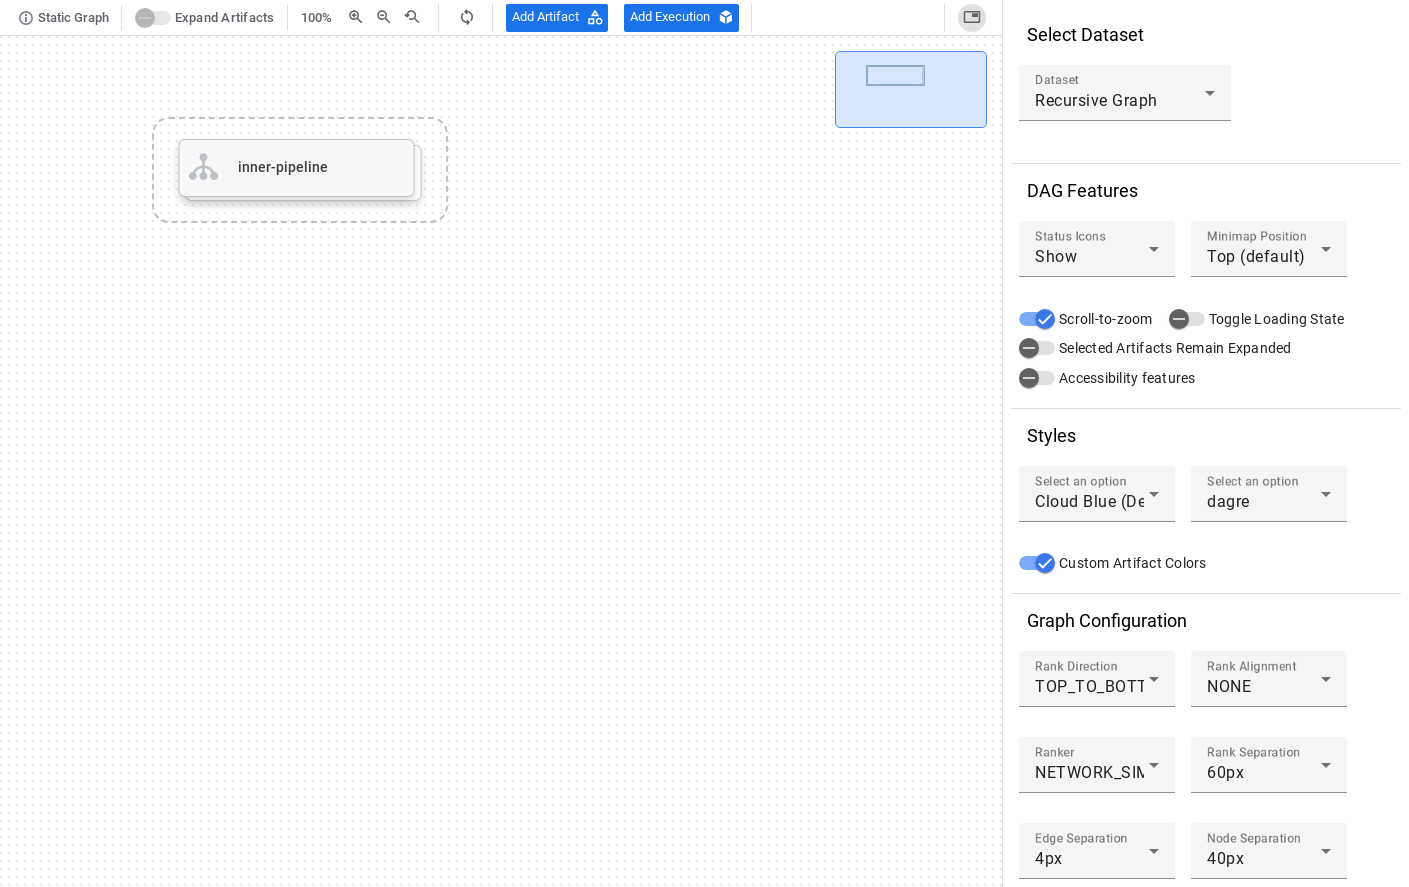 Static Graph
Expand Artifacts
100%
Add Artifact
Add Execution
inner-pipeline
Select Dataset
Dataset
Recursive Graph
DAG Features
Status Icons
Show
Minimap Position
Top (default)
Scroll-to-zoom
Toggle Loading State
Selected Artifacts Remain Expanded
Accessibility features
Styles
Select an option
Cloud Blue (De
Select an option
dagre
Custom Artifact Colors
Graph Configuration
Rank Direction
TOP_TO_BOTT
Rank Alignment
NONE
Ranker
NETWORK_SIM
Rank Separation
60px
Edge Separation
4px
Node Separation
40px